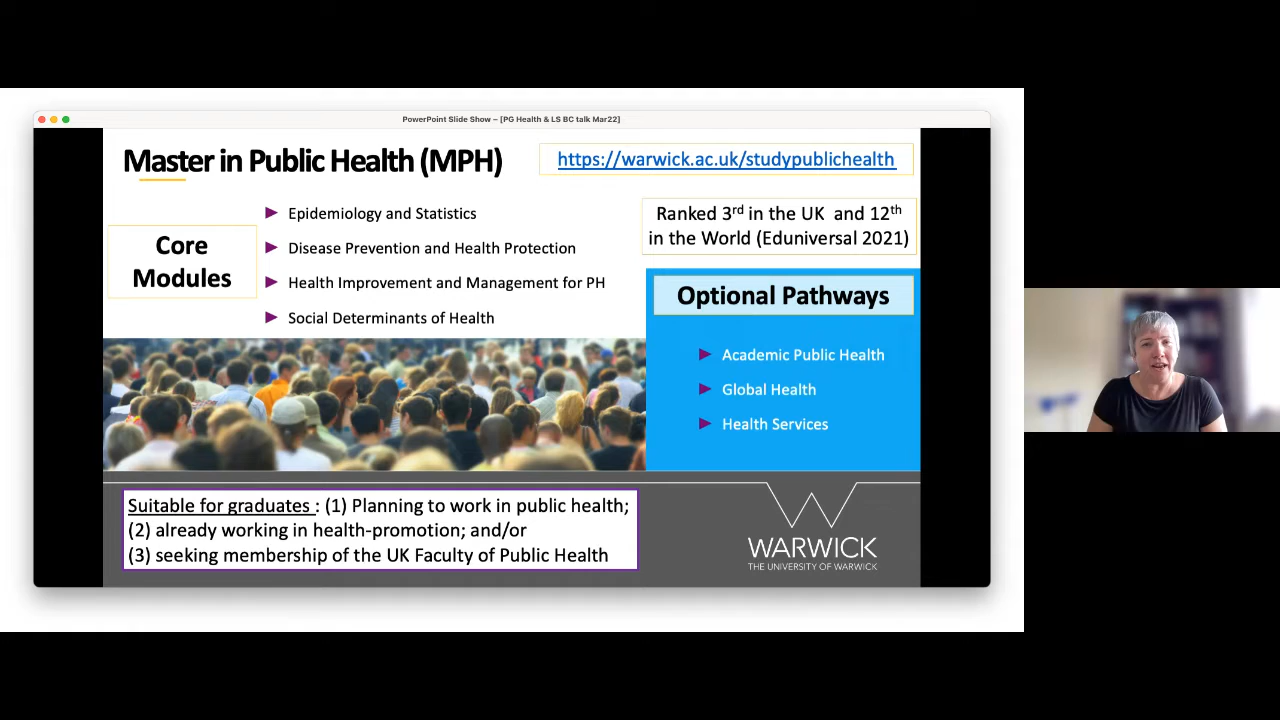 PowerPoint Slide Show – [PG Health & LS BC talk Mar22]
Master in Public Health (MPH)
https://warwick.ac.uk/studypublichealth
Core
Modules
Epidemiology and Statistics
Disease Prevention and Health Protection
Health Improvement and Management for PH
Social Determinants of Health
Ranked 3rd in the UK and 12th
in the World (Eduniversal 2021)
Optional Pathways
Academic Public Health
Global Health
Health Services
Suitable for graduates : (1) Planning to work in public health;
(2) already working in health-promotion; and/or
(3) seeking membership of the UK Faculty of Public Health
WARWICK
THE UNIVERSITY OF WARWICK